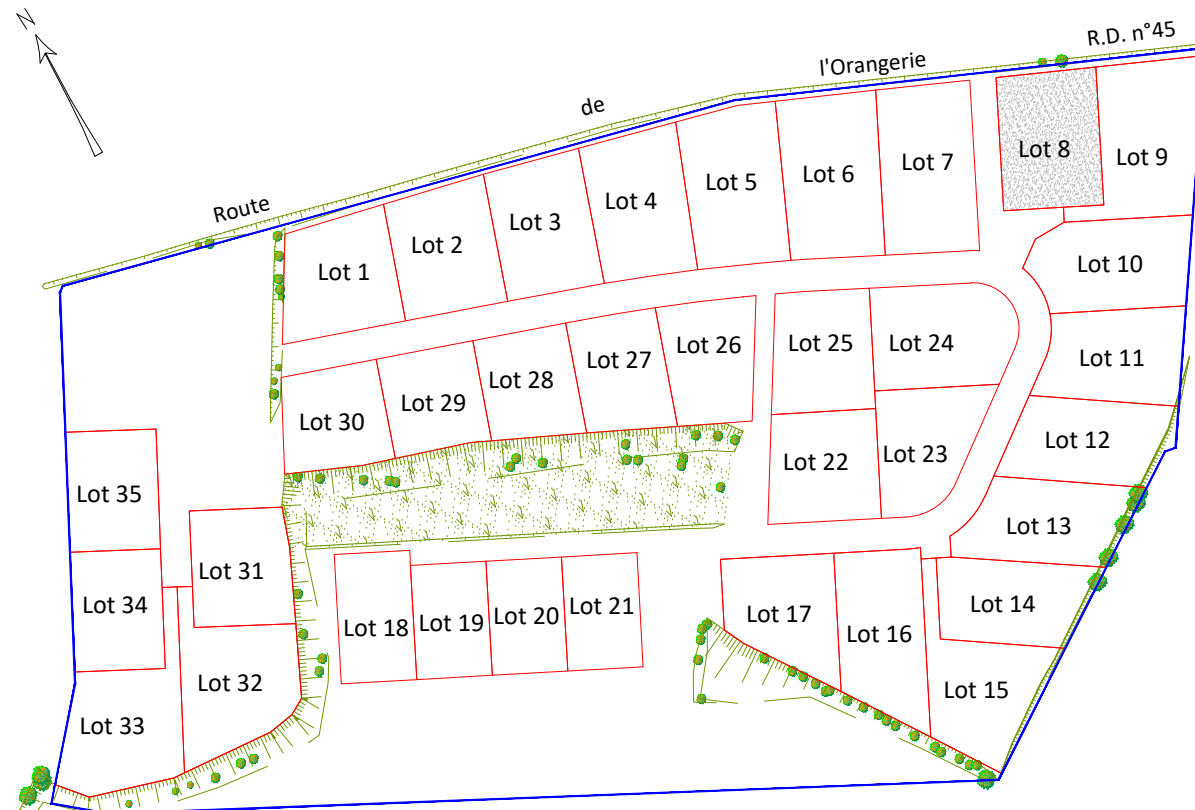 N
R.D. n°45
l'Orangerie
de
Route
Lot 8
Lot 9
Lot 7
Lot 6
Lot 5
Lot 4
Lot 3
Lot 2
Lot 1
Lot 10
Lot 11
Lot 12
Lot 13
Lot 14
Lot 15
Lot 16
Lot 17
Lot 24
Lot 25
Lot 26
Lot 27
Lot 28
Lot 29
Lot 30
Lot 22
Lot 23
Lot 35
Lot 31
Lot 34
Lot 32
Lot 33
Lot 18
Lot 19
Lot 20
Lot 21